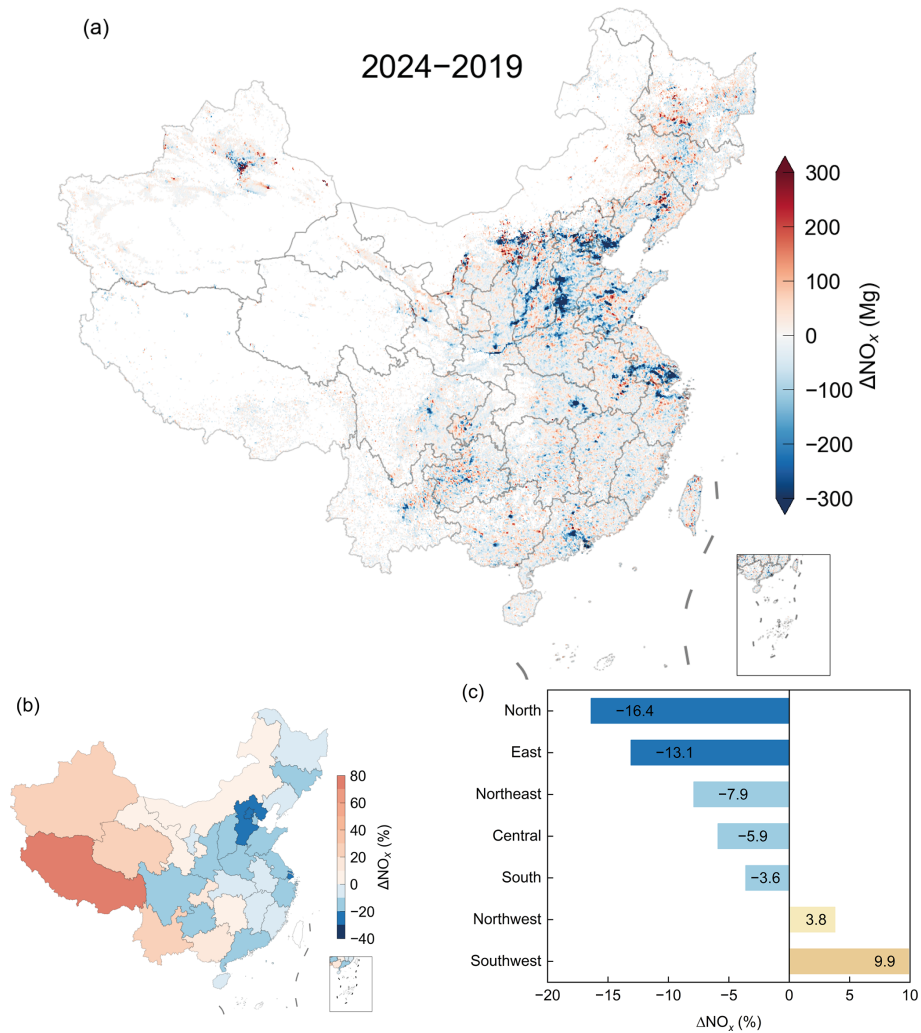 (a)
2024−2019
300
200
100
0
−100
−200
−300
ΔNOₓ (Mg)
(b)
80
60
40
20
0
−20
−40
ΔNOₓ (%)
(c)
North
−16.4
East
−13.1
Northeast
−7.9
Central
−5.9
South
−3.6
Northwest
3.8
Southwest
9.9
−20 −15 −10 −5 0 5 10
ΔNOₓ (%)